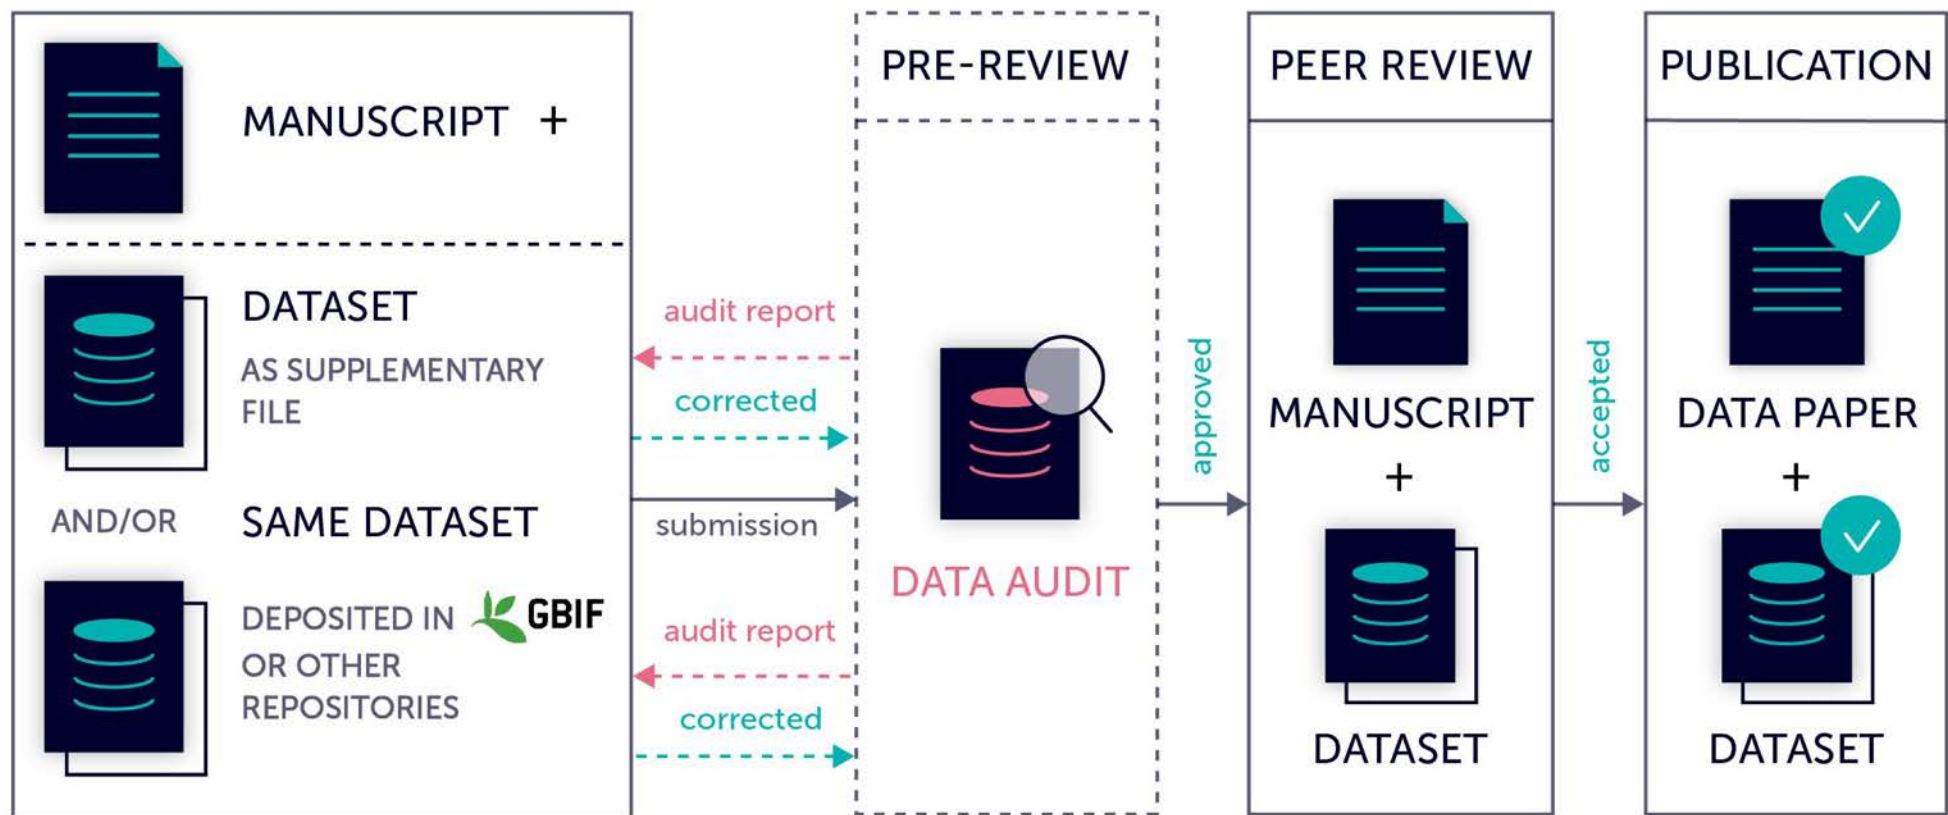 MANUSCRIPT +
DATASET
AS SUPPLEMENTARY
FILE
AND/OR
SAME DATASET
DEPOSITED IN GBIF
OR OTHER
REPOSITORIES
audit report
corrected
submission
audit report
corrected
PRE-REVIEW
DATA AUDIT
approved
PEER REVIEW
MANUSCRIPT
+
DATASET
accepted
PUBLICATION
DATA PAPER
+
DATASET